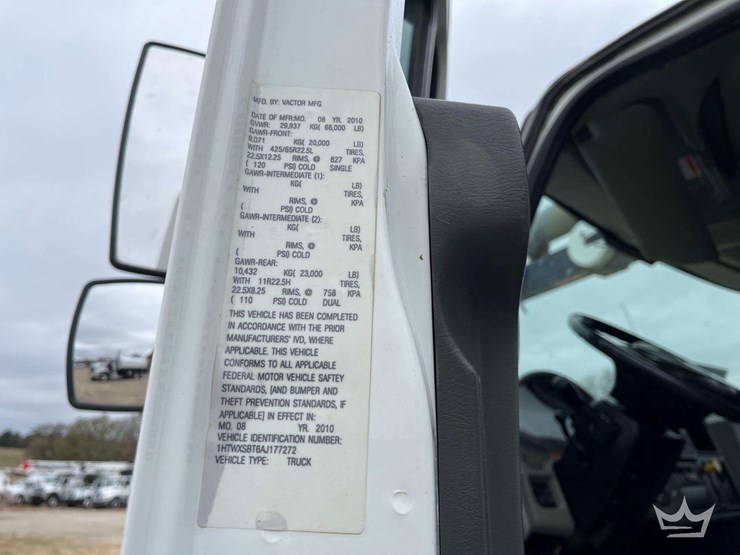 MFD. BY: VACTOR MFG
DATE OF MFR:MO. 08 YR. 2010
GVWR: 29,937 KG( 66,000 LB)
GAWR-FRONT:
9,071 KG( 20,000 LB)
WITH 425/65R22.5L TIRES,
22.5X12.25 RIMS, @ 827 KPA
( 120 PSI) COLD SINGLE
GAWR-INTERMEDIATE (1):
KG( LB)
WITH TIRES,
RIMS, @ KPA
( PSI) COLD
GAWR-INTERMEDIATE (2):
KG( LB)
WITH TIRES,
RIMS, @ KPA
( PSI) COLD
GAWR-REAR:
10,432 KG( 23,000 LB)
WITH 11R22.5H TIRES,
22.5X8.25 RIMS, @ 758 KPA
( 110 PSI) COLD DUAL
THIS VEHICLE HAS BEEN COMPLETED
IN ACCORDANCE WITH THE PRIOR
MANUFACTURERS' IVD, WHERE
APPLICABLE. THIS VEHICLE
CONFORMS TO ALL APPLICABLE
FEDERAL MOTOR VEHICLE SAFTEY
STANDARDS, [AND BUMPER AND
THEFT PREVENTION STANDARDS, IF
APPLICABLE] IN EFFECT IN:
MO. 08 YR. 2010
VEHICLE IDENTIFICATION NUMBER:
1HTWXSBT6AJ177272
VEHICLE TYPE: TRUCK